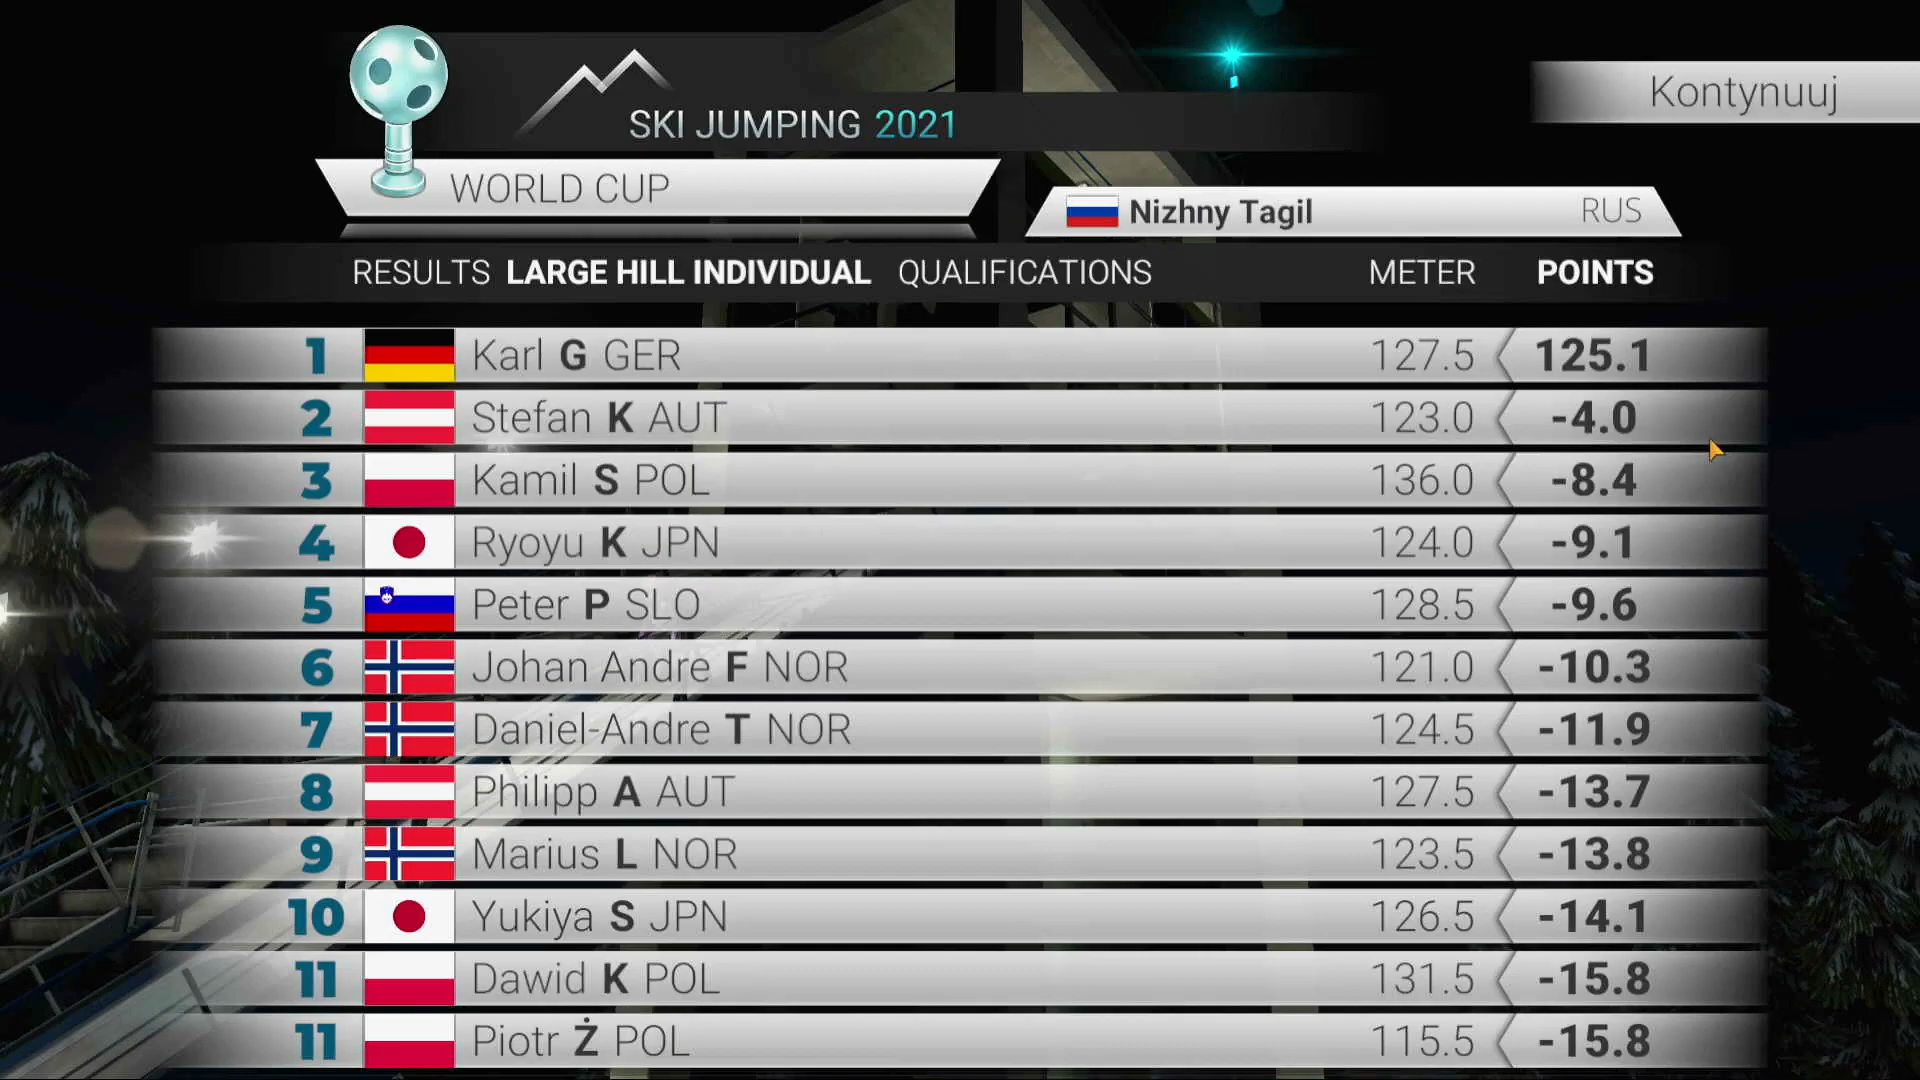 SKI JUMPING 2021
Kontynuuj
WORLD CUP
Nizhny Tagil RUS
RESULTS LARGE HILL INDIVIDUAL QUALIFICATIONS METER POINTS
1 Karl G GER 127.5 125.1
2 Stefan K AUT 123.0 -4.0
3 Kamil S POL 136.0 -8.4
4 Ryoyu K JPN 124.0 -9.1
5 Peter P SLO 128.5 -9.6
6 Johan Andre F NOR 121.0 -10.3
7 Daniel-Andre T NOR 124.5 -11.9
8 Philipp A AUT 127.5 -13.7
9 Marius L NOR 123.5 -13.8
10 Yukiya S JPN 126.5 -14.1
11 Dawid K POL 131.5 -15.8
11 Piotr Ż POL 115.5 -15.8